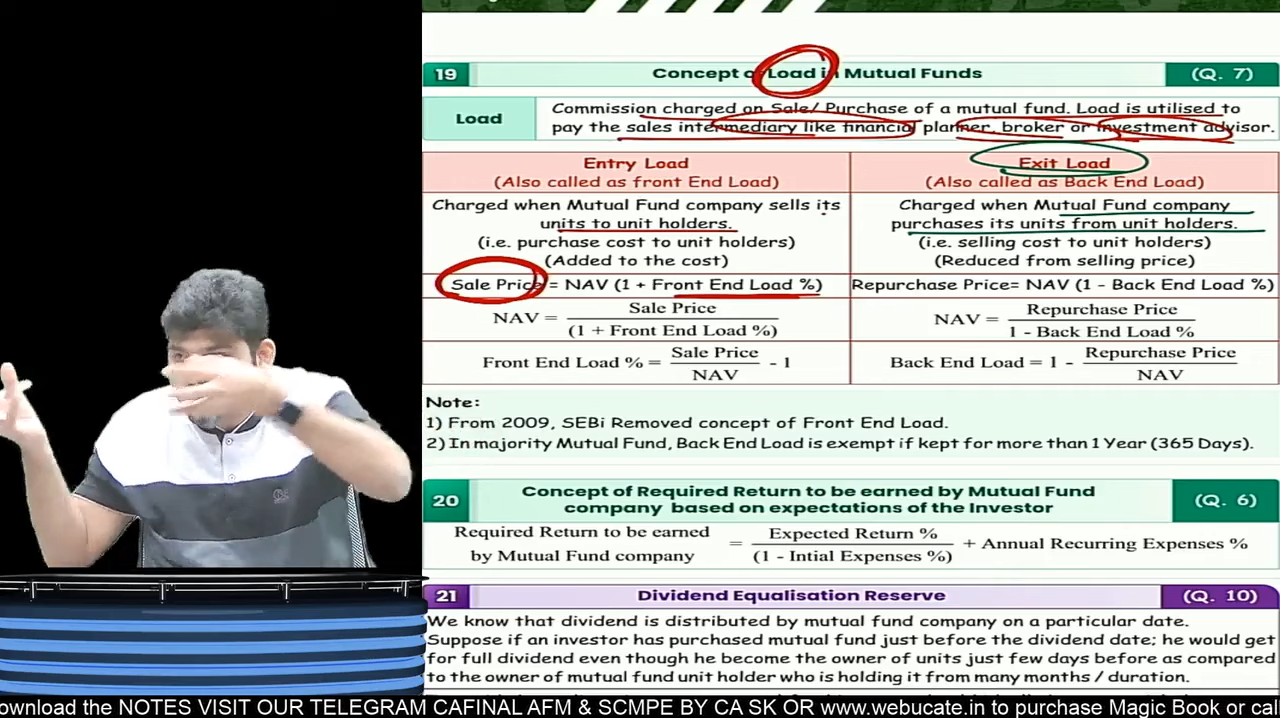 19
Concept of Load in Mutual Funds
(Q. 7)
Load
Commission charged on Sale/ Purchase of a mutual fund. Load is utilised to
pay the sales intermediary like financial planner, broker or investment advisor.
Entry Load
(Also called as front End Load)
Exit Load
(Also called as Back End Load)
Charged when Mutual Fund company sells its
units to unit holders.
(i.e. purchase cost to unit holders)
(Added to the cost)
Charged when Mutual Fund company
purchases its units from unit holders.
(i.e. selling cost to unit holders)
(Reduced from selling price)
Sale Price = NAV (1 + Front End Load %)
Repurchase Price= NAV (1 - Back End Load %)
NAV = Sale Price / (1 + Front End Load %)
NAV = Repurchase Price / 1 - Back End Load %
Front End Load % = Sale Price / NAV - 1
Back End Load = 1 - Repurchase Price / NAV
Note:
1) From 2009, SEBi Removed concept of Front End Load.
2) In majority Mutual Fund, Back End Load is exempt if kept for more than 1 Year (365 Days).
20
Concept of Required Return to be earned by Mutual Fund
company based on expectations of the Investor
(Q. 6)
Required Return to be earned
by Mutual Fund company
= Expected Return % / (1 - Intial Expenses %) + Annual Recurring Expenses %
21
Dividend Equalisation Reserve
(Q. 10)
We know that dividend is distributed by mutual fund company on a particular date.
Suppose if an investor has purchased mutual fund just before the dividend date; he would get
for full dividend even though he become the owner of units just few days before as compared
to the owner of mutual fund unit holder who is holding it from many months / duration.
ownload the NOTES VISIT OUR TELEGRAM CAFINAL AFM & SCMPE BY CA SK OR www.webucate.in to purchase Magic Book or cal